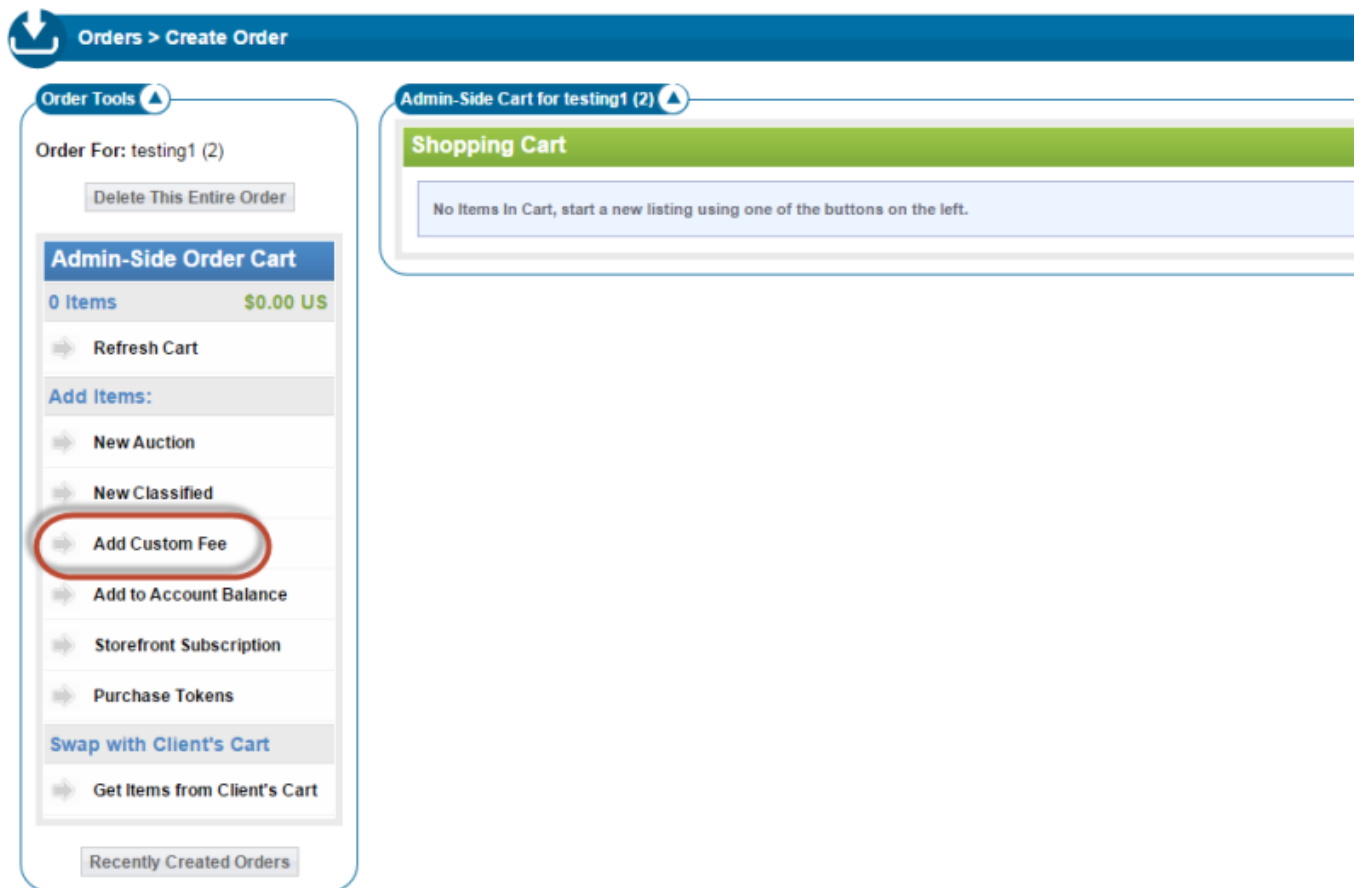 Orders > Create Order
Order Tools
Order For: testing1 (2)
Delete This Entire Order
Admin-Side Order Cart
0 Items $0.00 US
Refresh Cart
Add Items:
New Auction
New Classified
Add Custom Fee
Add to Account Balance
Storefront Subscription
Purchase Tokens
Swap with Client's Cart
Get Items from Client's Cart
Recently Created Orders
Admin-Side Cart for testing1 (2)
Shopping Cart
No Items In Cart, start a new listing using one of the buttons on the left.